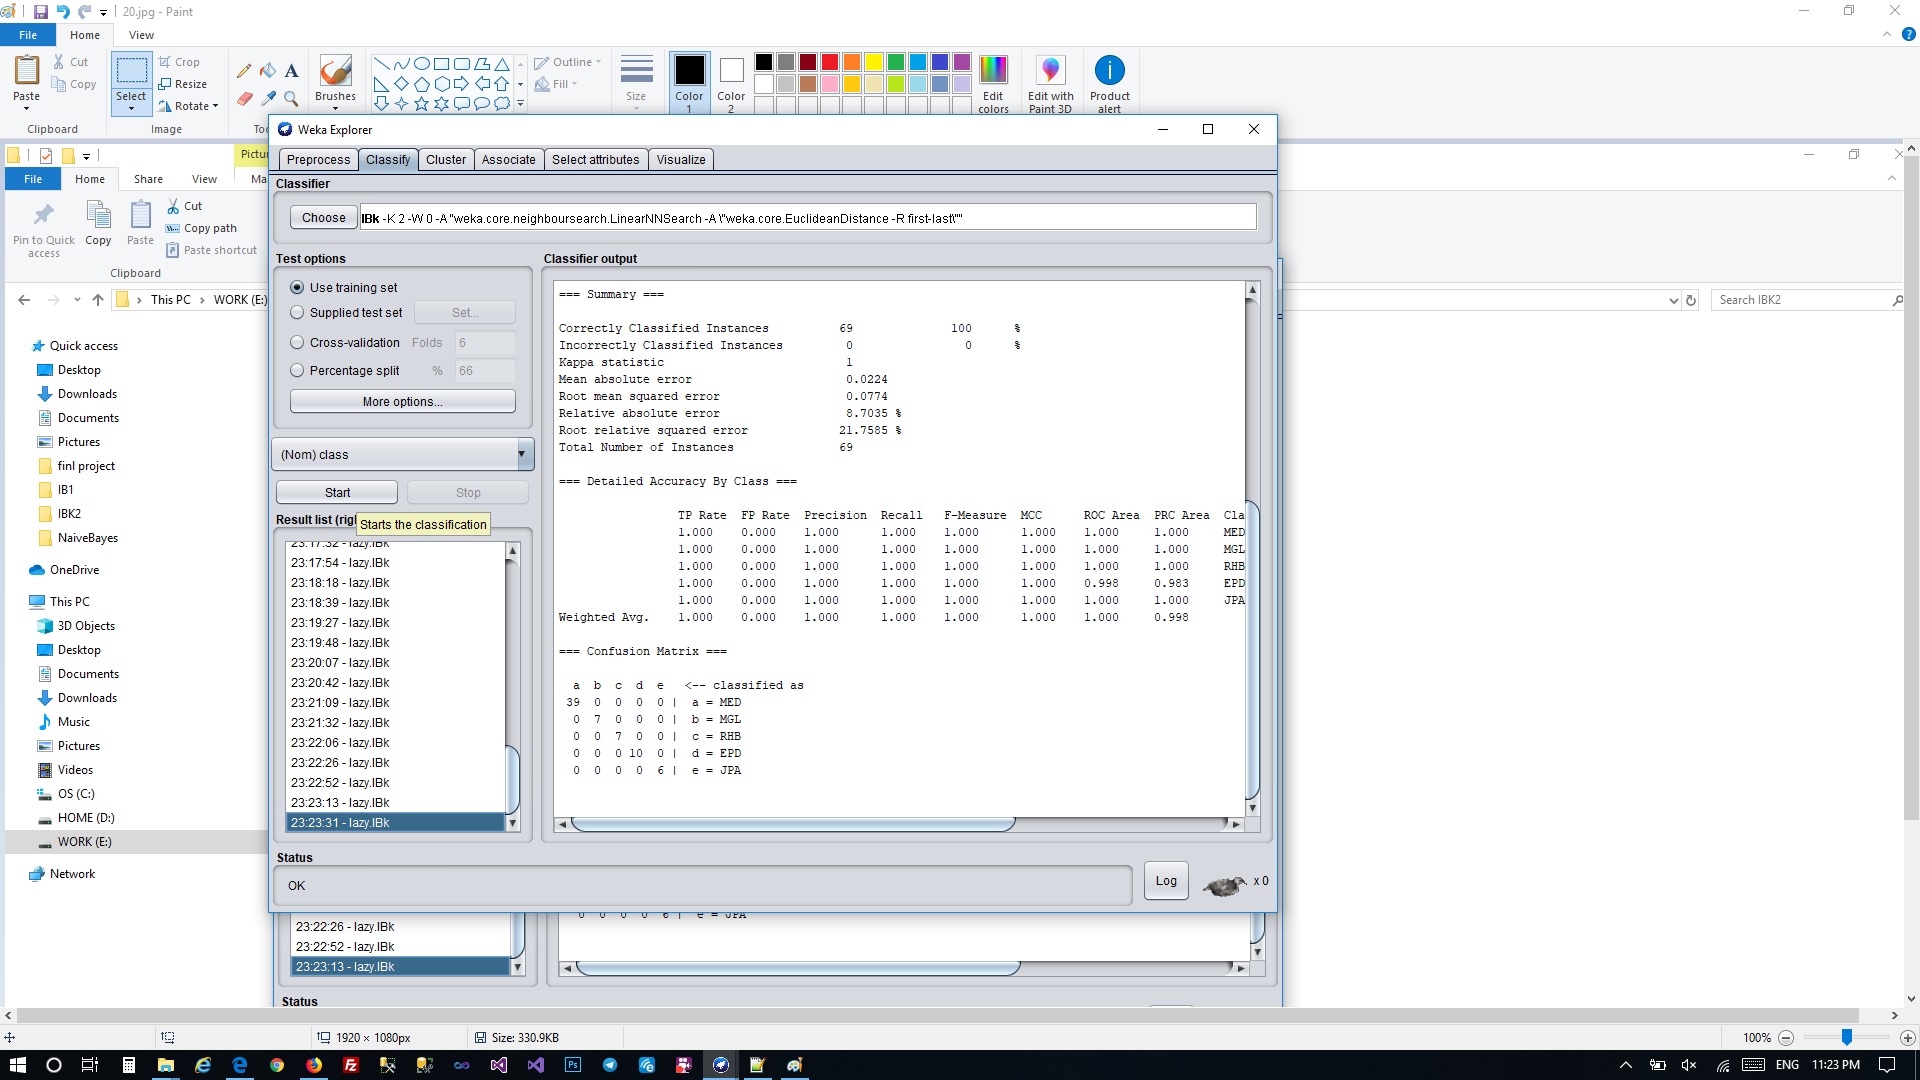 20.jpg - Paint
File Home View
Paste
Cut
Copy
Clipboard
Select
Crop
Resize
Rotate
Image
Brushes
Outline
Fill
Size
Color 1
Color 2
Edit colors
Edit with Paint 3D
Product alert
Weka Explorer
Preprocess Classify Cluster Associate Select attributes Visualize
Classifier
Choose IBk -K 2 -W 0 -A "weka.core.neighboursearch.LinearNNSearch -A \"weka.core.EuclideanDistance -R first-last\""
Test options
Use training set
Supplied test set Set...
Cross-validation Folds 6
Percentage split % 66
More options...
(Nom) class
Start Stop
Starts the classification
23:17:32 - lazy.IBk
23:17:54 - lazy.IBk
23:18:18 - lazy.IBk
23:18:39 - lazy.IBk
23:19:27 - lazy.IBk
23:19:48 - lazy.IBk
23:20:07 - lazy.IBk
23:20:42 - lazy.IBk
23:21:09 - lazy.IBk
23:21:32 - lazy.IBk
23:22:06 - lazy.IBk
23:22:26 - lazy.IBk
23:22:52 - lazy.IBk
23:23:13 - lazy.IBk
23:23:31 - lazy.IBk
Classifier output
=== Summary ===
Correctly Classified Instances 69 100 %
Incorrectly Classified Instances 0 0 %
Kappa statistic 1
Mean absolute error 0.0224
Root mean squared error 0.0774
Relative absolute error 8.7035 %
Root relative squared error 21.7585 %
Total Number of Instances 69
=== Detailed Accuracy By Class ===
TP Rate FP Rate Precision Recall F-Measure MCC ROC Area PRC Area Cla
1.000 0.000 1.000 1.000 1.000 1.000 1.000 1.000 MED
1.000 0.000 1.000 1.000 1.000 1.000 1.000 1.000 MGL
1.000 0.000 1.000 1.000 1.000 1.000 1.000 1.000 RHB
1.000 0.000 1.000 1.000 1.000 1.000 0.998 0.983 EPD
1.000 0.000 1.000 1.000 1.000 1.000 1.000 1.000 JPA
Weighted Avg. 1.000 0.000 1.000 1.000 1.000 1.000 1.000 0.998
=== Confusion Matrix ===
a b c d e <-- classified as
39 0 0 0 0 | a = MED
0 7 0 0 0 | b = MGL
0 0 7 0 0 | c = RHB
0 0 0 10 0 | d = EPD
0 0 0 0 6 | e = JPA
Status
OK
Log
x 0
File Home Share View
Pin to Quick access
Copy
Paste
Cut
Copy path
Paste shortcut
Clipboard
This PC > WORK (E:)
Search IBK2
Quick access
Desktop
Downloads
Documents
Pictures
finl project
IB1
IBK2
NaiveBayes
OneDrive
This PC
3D Objects
Desktop
Documents
Downloads
Music
Pictures
Videos
OS (C:)
HOME (D:)
WORK (E:)
Network
0 0 0 0 6 | e = JPA
23:22:26 - lazy.IBk
23:22:52 - lazy.IBk
23:23:13 - lazy.IBk
Status
1920 × 1080px
Size: 330.9KB
100%
ENG 11:23 PM